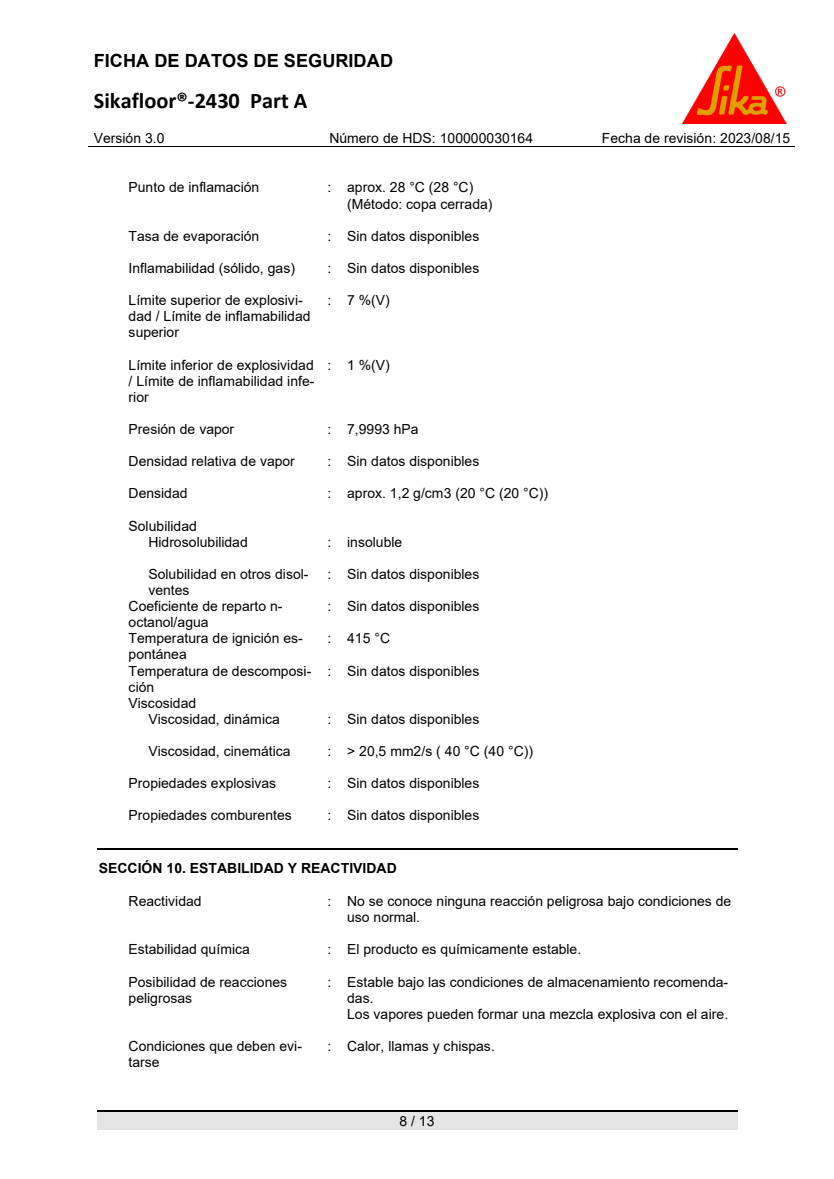 FICHA DE DATOS DE SEGURIDAD
Sikafloor®-2430 Part A
Sika®
Versión 3.0 Número de HDS: 100000030164 Fecha de revisión: 2023/08/15
Punto de inflamación : aprox. 28 °C (28 °C)
(Método: copa cerrada)
Tasa de evaporación : Sin datos disponibles
Inflamabilidad (sólido, gas) : Sin datos disponibles
Límite superior de explosivi- : 7 %(V)
dad / Límite de inflamabilidad
superior
Límite inferior de explosividad : 1 %(V)
/ Límite de inflamabilidad infe-
rior
Presión de vapor : 7,9993 hPa
Densidad relativa de vapor : Sin datos disponibles
Densidad : aprox. 1,2 g/cm3 (20 °C (20 °C))
Solubilidad
Hidrosolubilidad : insoluble
Solubilidad en otros disol- : Sin datos disponibles
ventes
Coeficiente de reparto n- : Sin datos disponibles
octanol/agua
Temperatura de ignición es- : 415 °C
pontánea
Temperatura de descomposi- : Sin datos disponibles
ción
Viscosidad
Viscosidad, dinámica : Sin datos disponibles
Viscosidad, cinemática : > 20,5 mm2/s ( 40 °C (40 °C))
Propiedades explosivas : Sin datos disponibles
Propiedades comburentes : Sin datos disponibles
SECCIÓN 10. ESTABILIDAD Y REACTIVIDAD
Reactividad : No se conoce ninguna reacción peligrosa bajo condiciones de
uso normal.
Estabilidad química : El producto es químicamente estable.
Posibilidad de reacciones : Estable bajo las condiciones de almacenamiento recomenda-
peligrosas das.
Los vapores pueden formar una mezcla explosiva con el aire.
Condiciones que deben evi- : Calor, llamas y chispas.
tarse
8 / 13